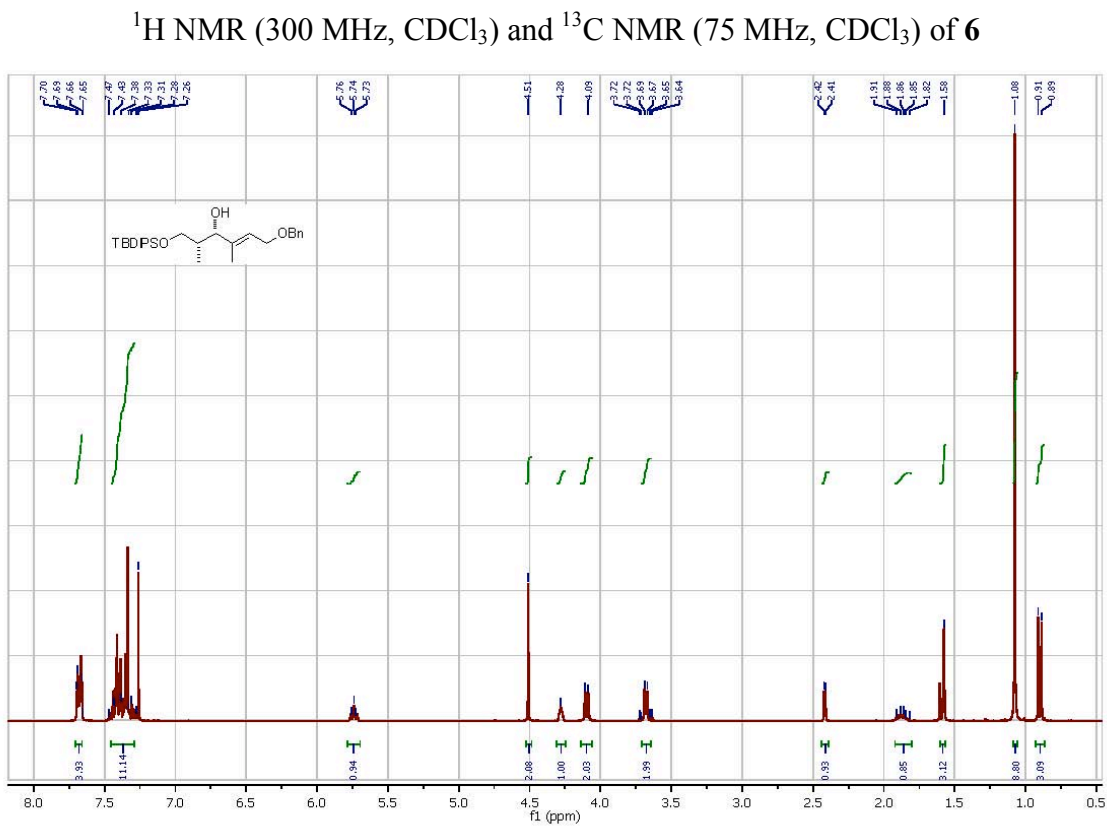 ¹H NMR (300 MHz, CDCl₃) and ¹³C NMR (75 MHz, CDCl₃) of 6
7.70 7.69 7.66 7.65 7.47 7.43 7.38 7.33 7.31 7.28 7.26 5.76 5.74 5.73 4.51 4.28 4.09 3.72 3.72 3.69 3.67 3.65 3.64 2.42 2.41 1.91 1.88 1.86 1.85 1.82 1.58 1.08 0.91 0.89
OH
TBDPSO OBn
3.93 11.14 0.94 2.08 1.00 2.03 1.99 0.93 0.85 3.12 8.80 3.09
8.0 7.5 7.0 6.5 6.0 5.5 5.0 4.5 4.0 3.5 3.0 2.5 2.0 1.5 1.0 0.5
f1 (ppm)